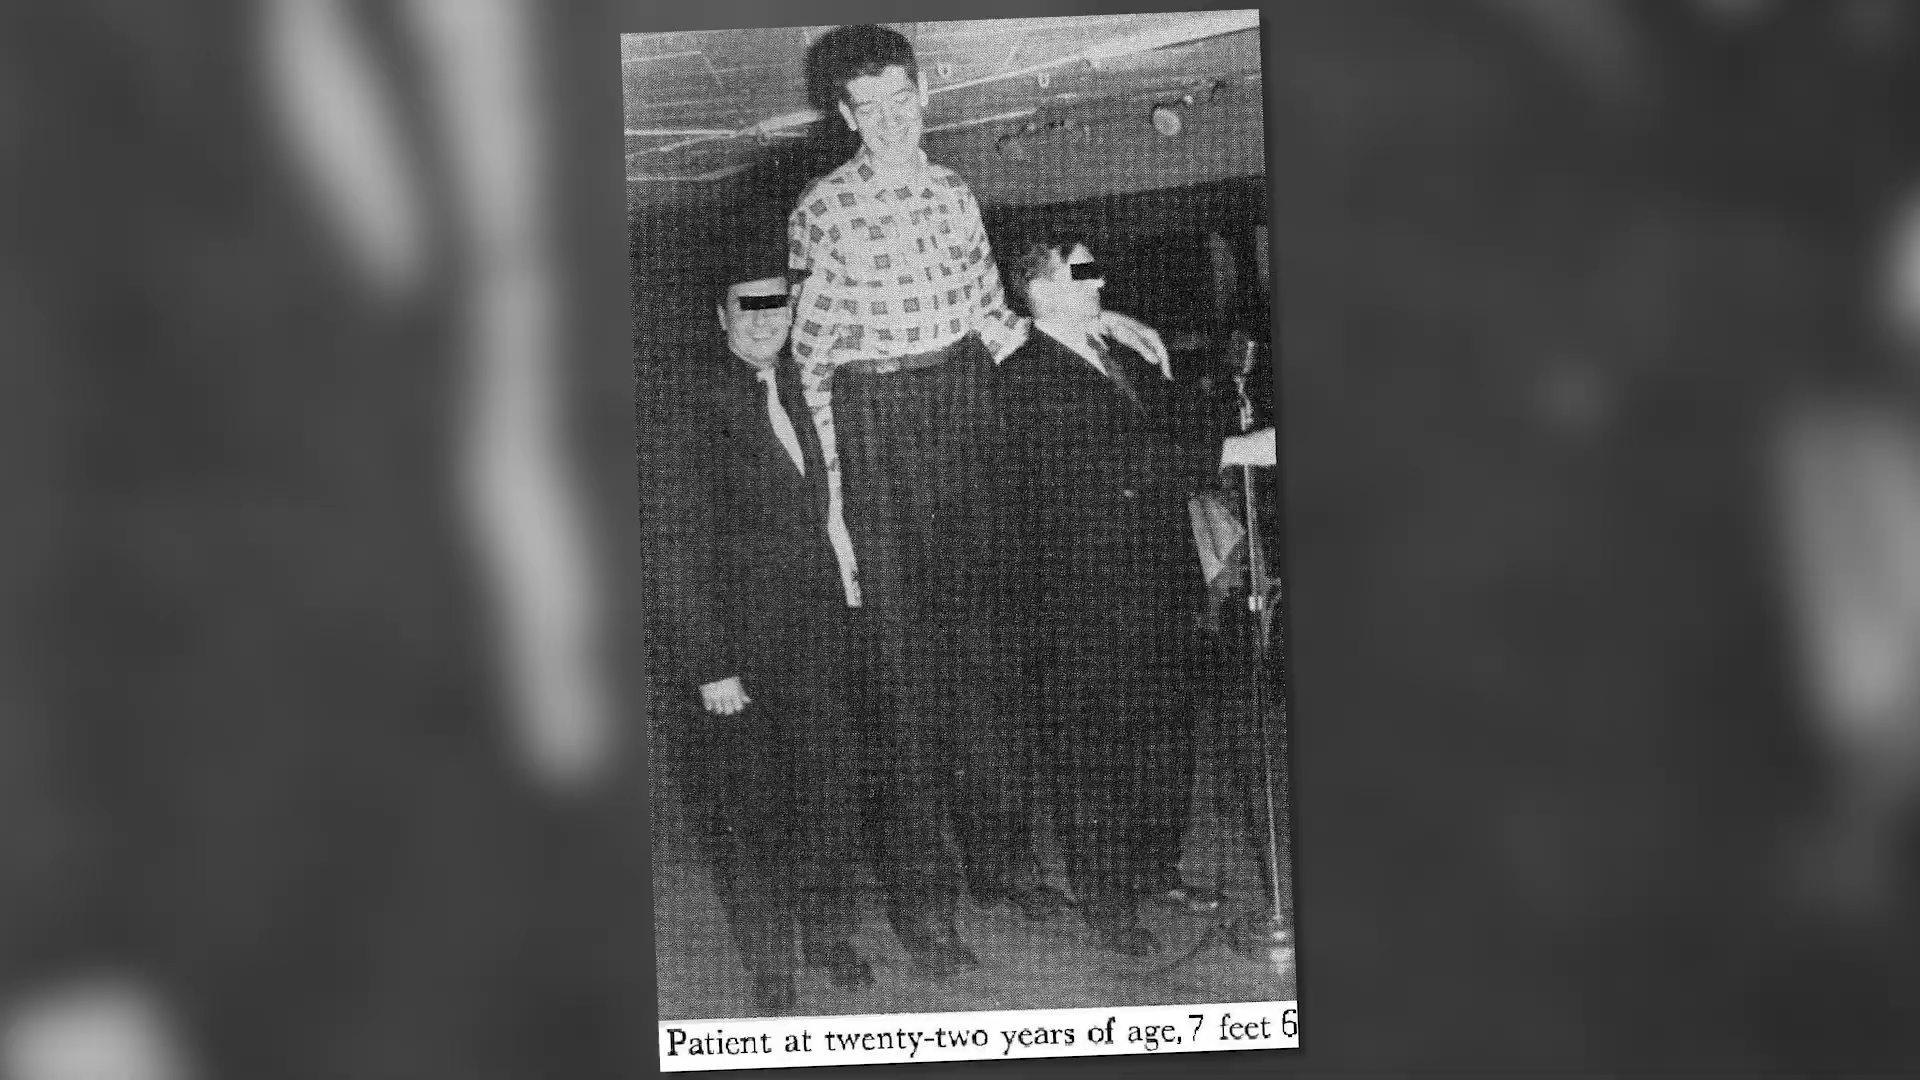 Patient at twenty-two years of age, 7 feet 6